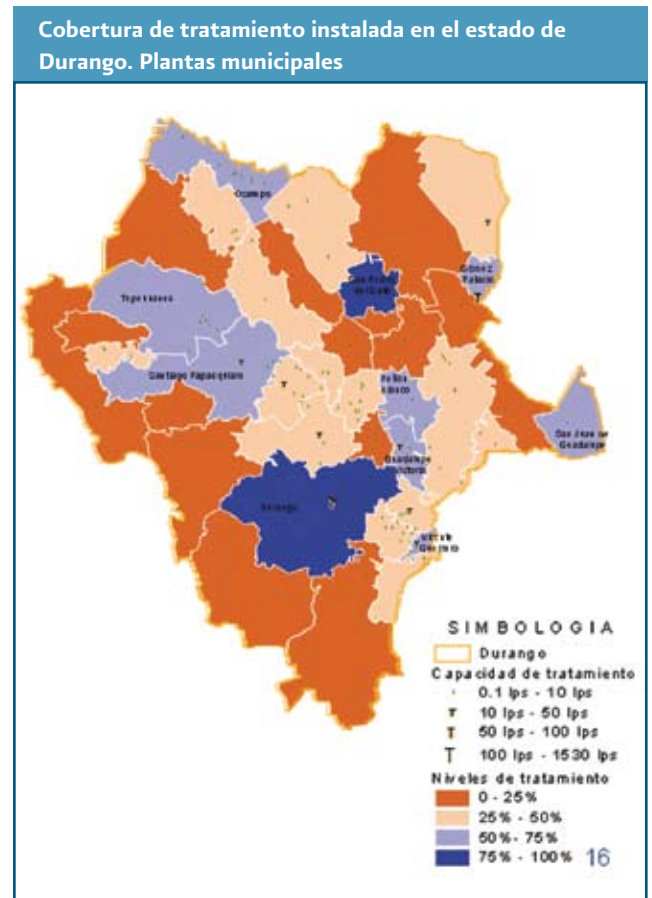 Cobertura de tratamiento instalada en el estado de
Durango. Plantas municipales
Ocampo
Gómez
Palacio
Santiago Papasquiaro
San Juan de
Guadalupe
Guadalupe
Victoria
Durango
SIMBOLOGIA
Durango
Capacidad de tratamiento
0.1 lps - 10 lps
10 lps - 50 lps
50 lps - 100 lps
100 lps - 1530 lps
Niveles de tratamiento
0 - 25%
25% - 50%
50% - 75%
75% - 100% 16